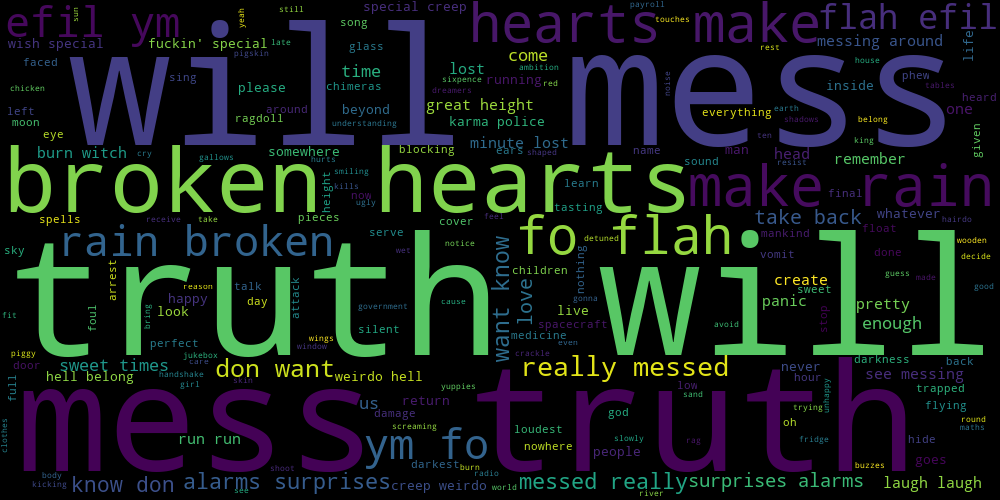 efil ym
will mess
hearts make
flah efil
special creep
payroll
touches
yeah
sun
still
song
wish special
fuckin' special
late
faced
pigskin
glass
come
messing around
life
rest
house
phew
chicken
sing
time
chimeras
lost
running
ambition
sixpence
red
dreamers
noise
inside
tables
heard
left
moon
please
around
beyond
great height
everything
earth
shadows
belong
one
eye
ragdoll
understanding
karma police
ten
king
given
burn witch
cry
somewhere
blocking
minute lost
ears
shaped
name
man
head
remember
gallows
hurts
smiling
sound
resist
broken hearts
make rain
height
kills
ugly
now
learn
tasting
final
spells
receive
take
pieces
cover
feel
take back
whatever
hairdo
sky
rain broken
serve
notice
wet
fo flah
detuned
mankind
float
wooden
decide
truth will
want know
nothing
vomit
done
arrest
reason
talk
attack
children
create
guess
made
good
happy
day
government
love
gonna
sweet
fit
foul
bring
look
cause
live
panic
pretty
spacecraft
avoid
stop
enough
perfect
silent
wings
window
medicine
even
piggy
jukebox
crackle
door
sweet times
care
don want
really messed
never
darkness
back
hell belong
handshake
girl
skin
weirdo hell
yuppies
hour
see messing
trapped
full
mess truth
us
return
low
sand
unhappy
flying
clothes
damage
screaming
god
trying
oh
round
maths
run run
ym fo
loudest
slowly
rag
people
fridge
hide
nowhere
darkest
burn
buzzes
goes
body
kicking
shoot
radio
know don
alarms surprises
see
creep weirdo
world
messed really
river
surprises alarms
laugh laugh